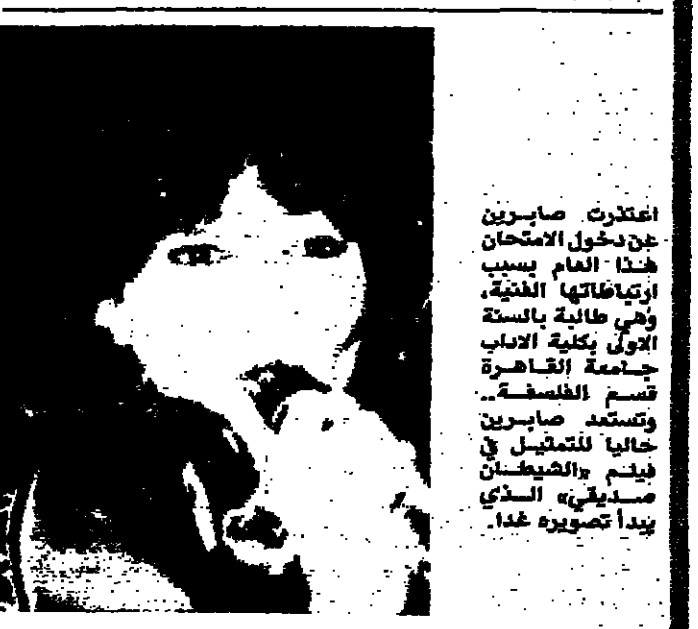 اعتذرت صابرين
عن دخول الامتحان
هذا العام بسبب
ارتباطاتها الفنية،
وهي طالبة بالسنة
الاولى بكلية الاداب
جامعة القاهرة
قسم الفلسفة..
وتستعد صابرين
حاليا للتمثيل في
فيلم «الشيطان
صديقي» الذي
يبدأ تصويره غدا.